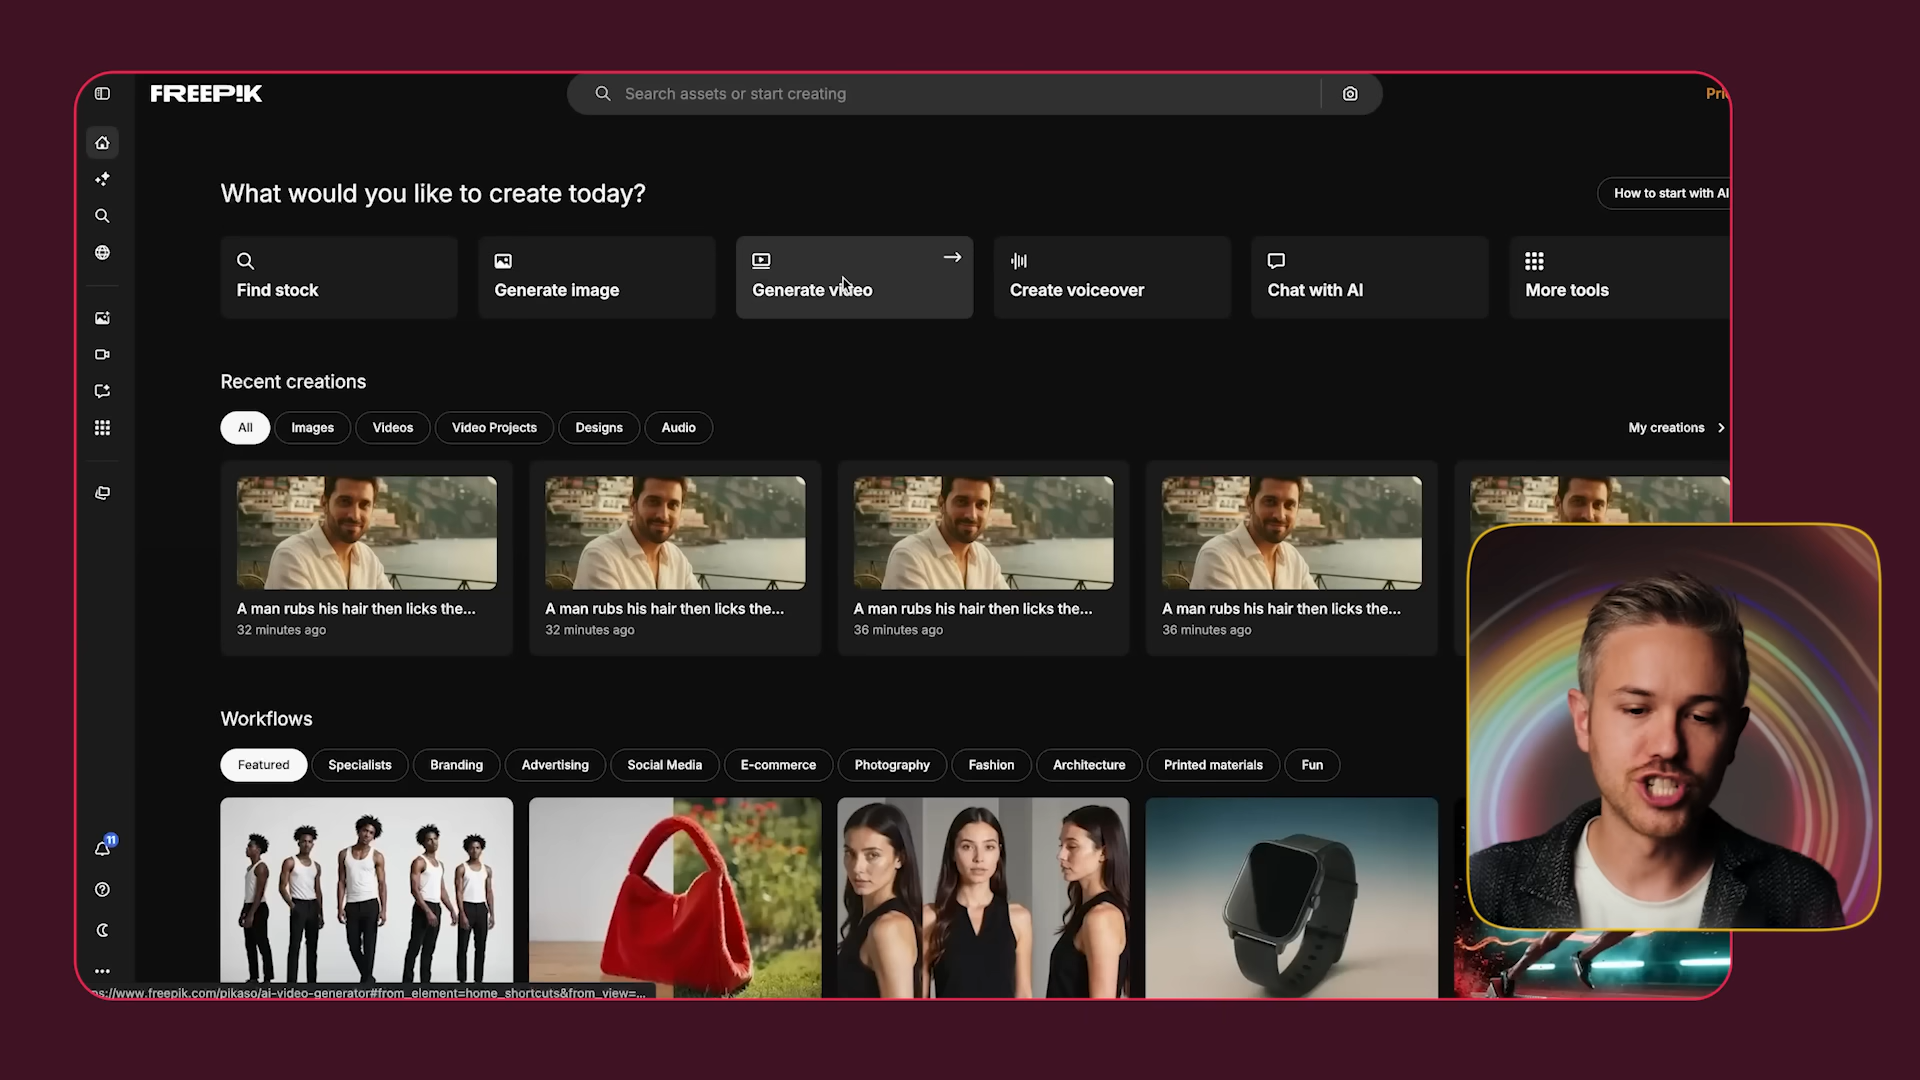 FREEP!K
Search assets or start creating
What would you like to create today?
How to start with AI
Find stock
Generate image
Generate video
Create voiceover
Chat with AI
More tools
Recent creations
All
Images
Videos
Video Projects
Designs
Audio
My creations
A man rubs his hair then licks the...
32 minutes ago
A man rubs his hair then licks the...
32 minutes ago
A man rubs his hair then licks the...
36 minutes ago
A man rubs his hair then licks the...
36 minutes ago
Workflows
Featured
Specialists
Branding
Advertising
Social Media
E-commerce
Photography
Fashion
Architecture
Printed materials
Fun
11
ps://www.freepik.com/pikaso/ai-video-generator#from_element=home_shortcuts&from_view=...